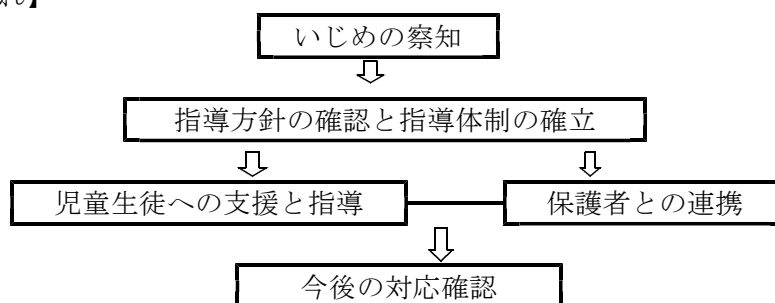 れ】
いじめの察知
指導方針の確認と指導体制の確立
児童生徒への支援と指導
保護者との連携
今後の対応確認